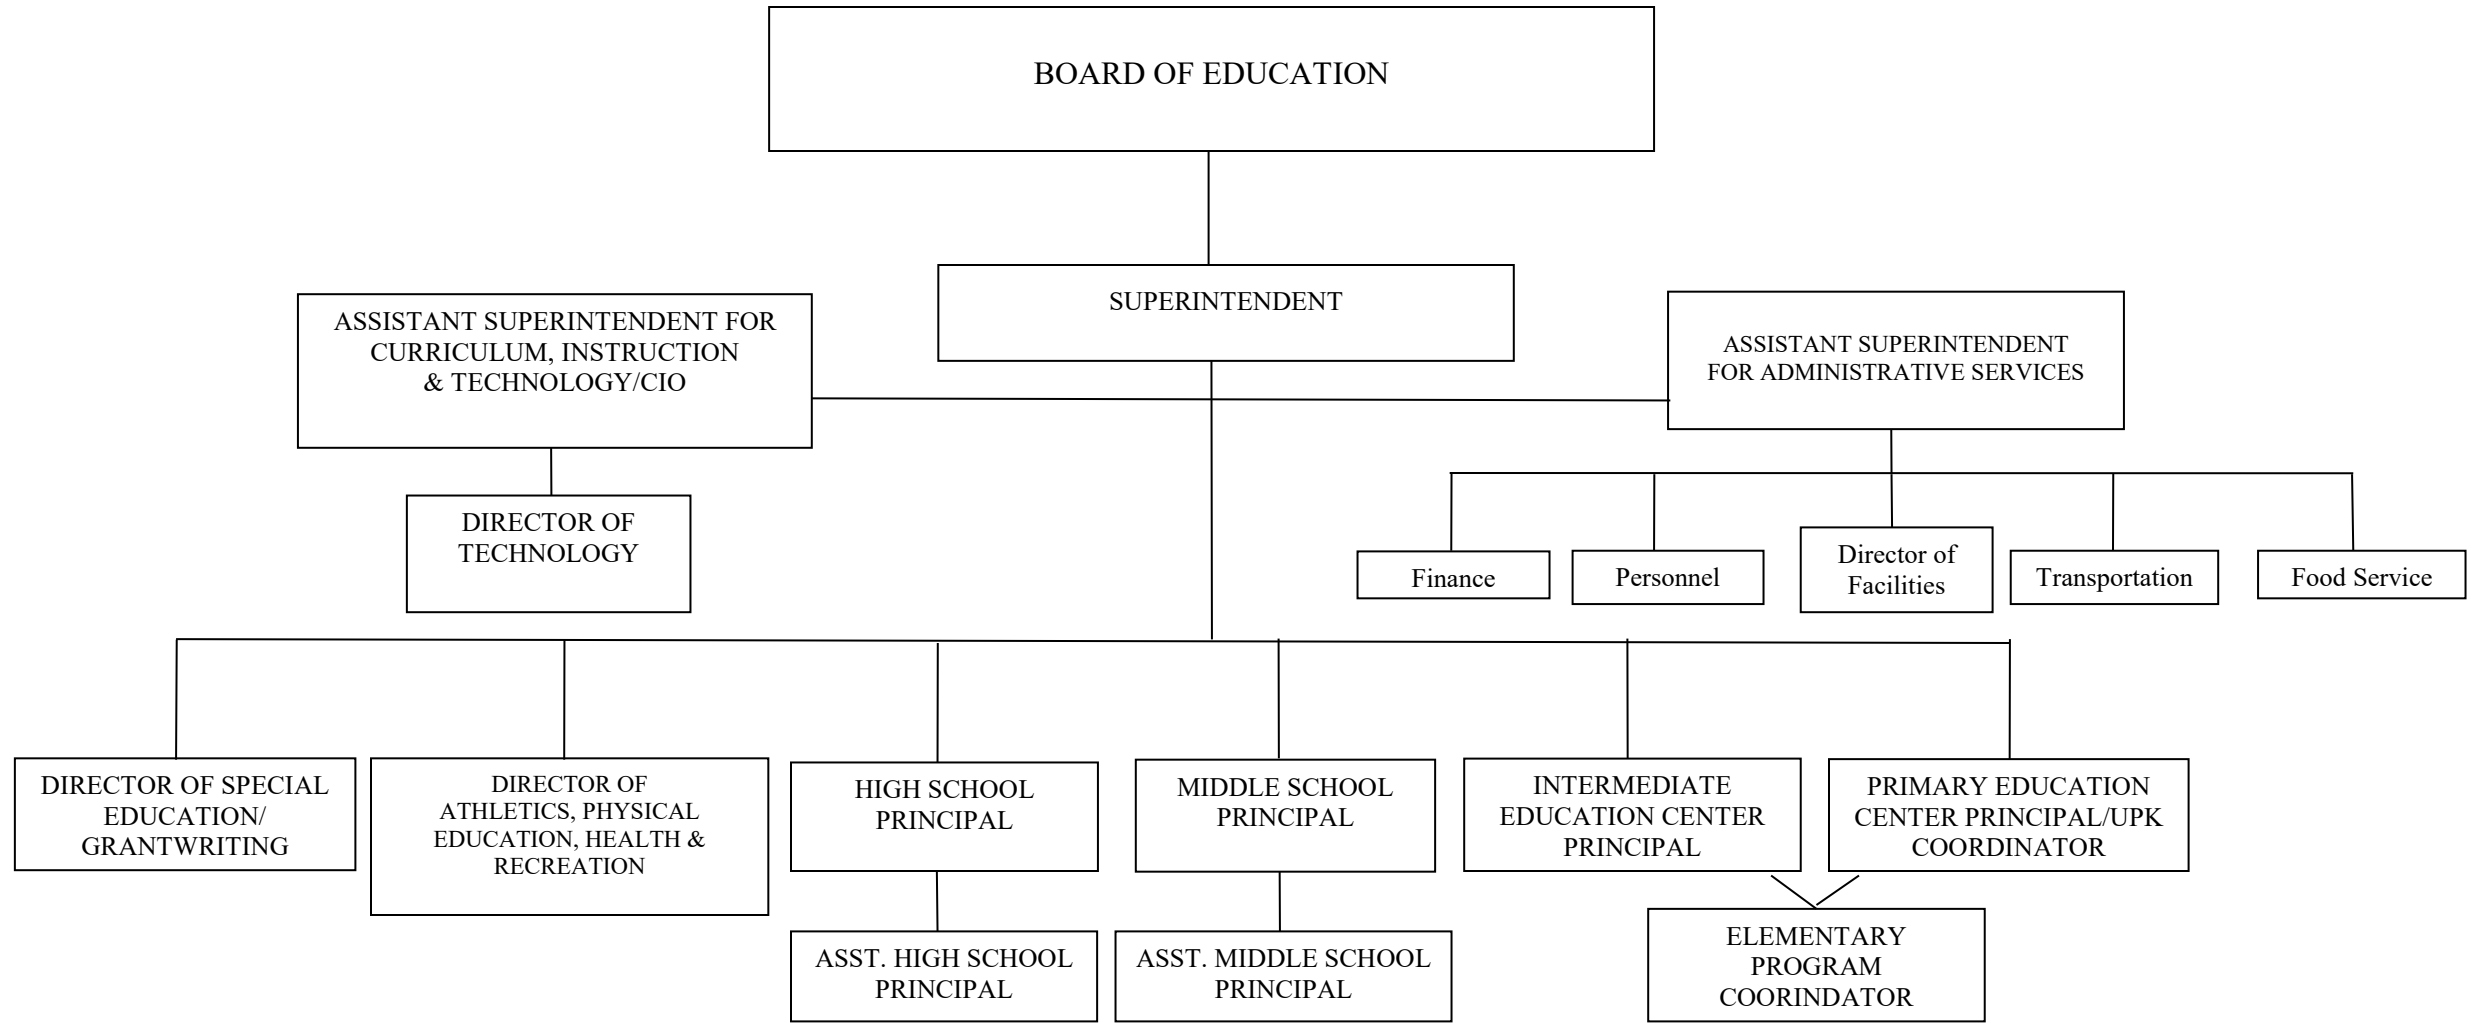 BOARD OF EDUCATION
SUPERINTENDENT
ASSISTANT SUPERINTENDENT FOR
CURRICULUM, INSTRUCTION
& TECHNOLOGY/CIO
ASSISTANT SUPERINTENDENT
FOR ADMINISTRATIVE SERVICES
DIRECTOR OF
TECHNOLOGY
Finance
Personnel
Director of
Facilities
Transportation
Food Service
DIRECTOR OF SPECIAL
EDUCATION/
GRANTWRITING
DIRECTOR OF
ATHLETICS, PHYSICAL
EDUCATION, HEALTH &
RECREATION
HIGH SCHOOL
PRINCIPAL
MIDDLE SCHOOL
PRINCIPAL
INTERMEDIATE
EDUCATION CENTER
PRINCIPAL
PRIMARY EDUCATION
CENTER PRINCIPAL/UPK
COORDINATOR
ASST. HIGH SCHOOL
PRINCIPAL
ASST. MIDDLE SCHOOL
PRINCIPAL
ELEMENTARY
PROGRAM
COORINDATOR